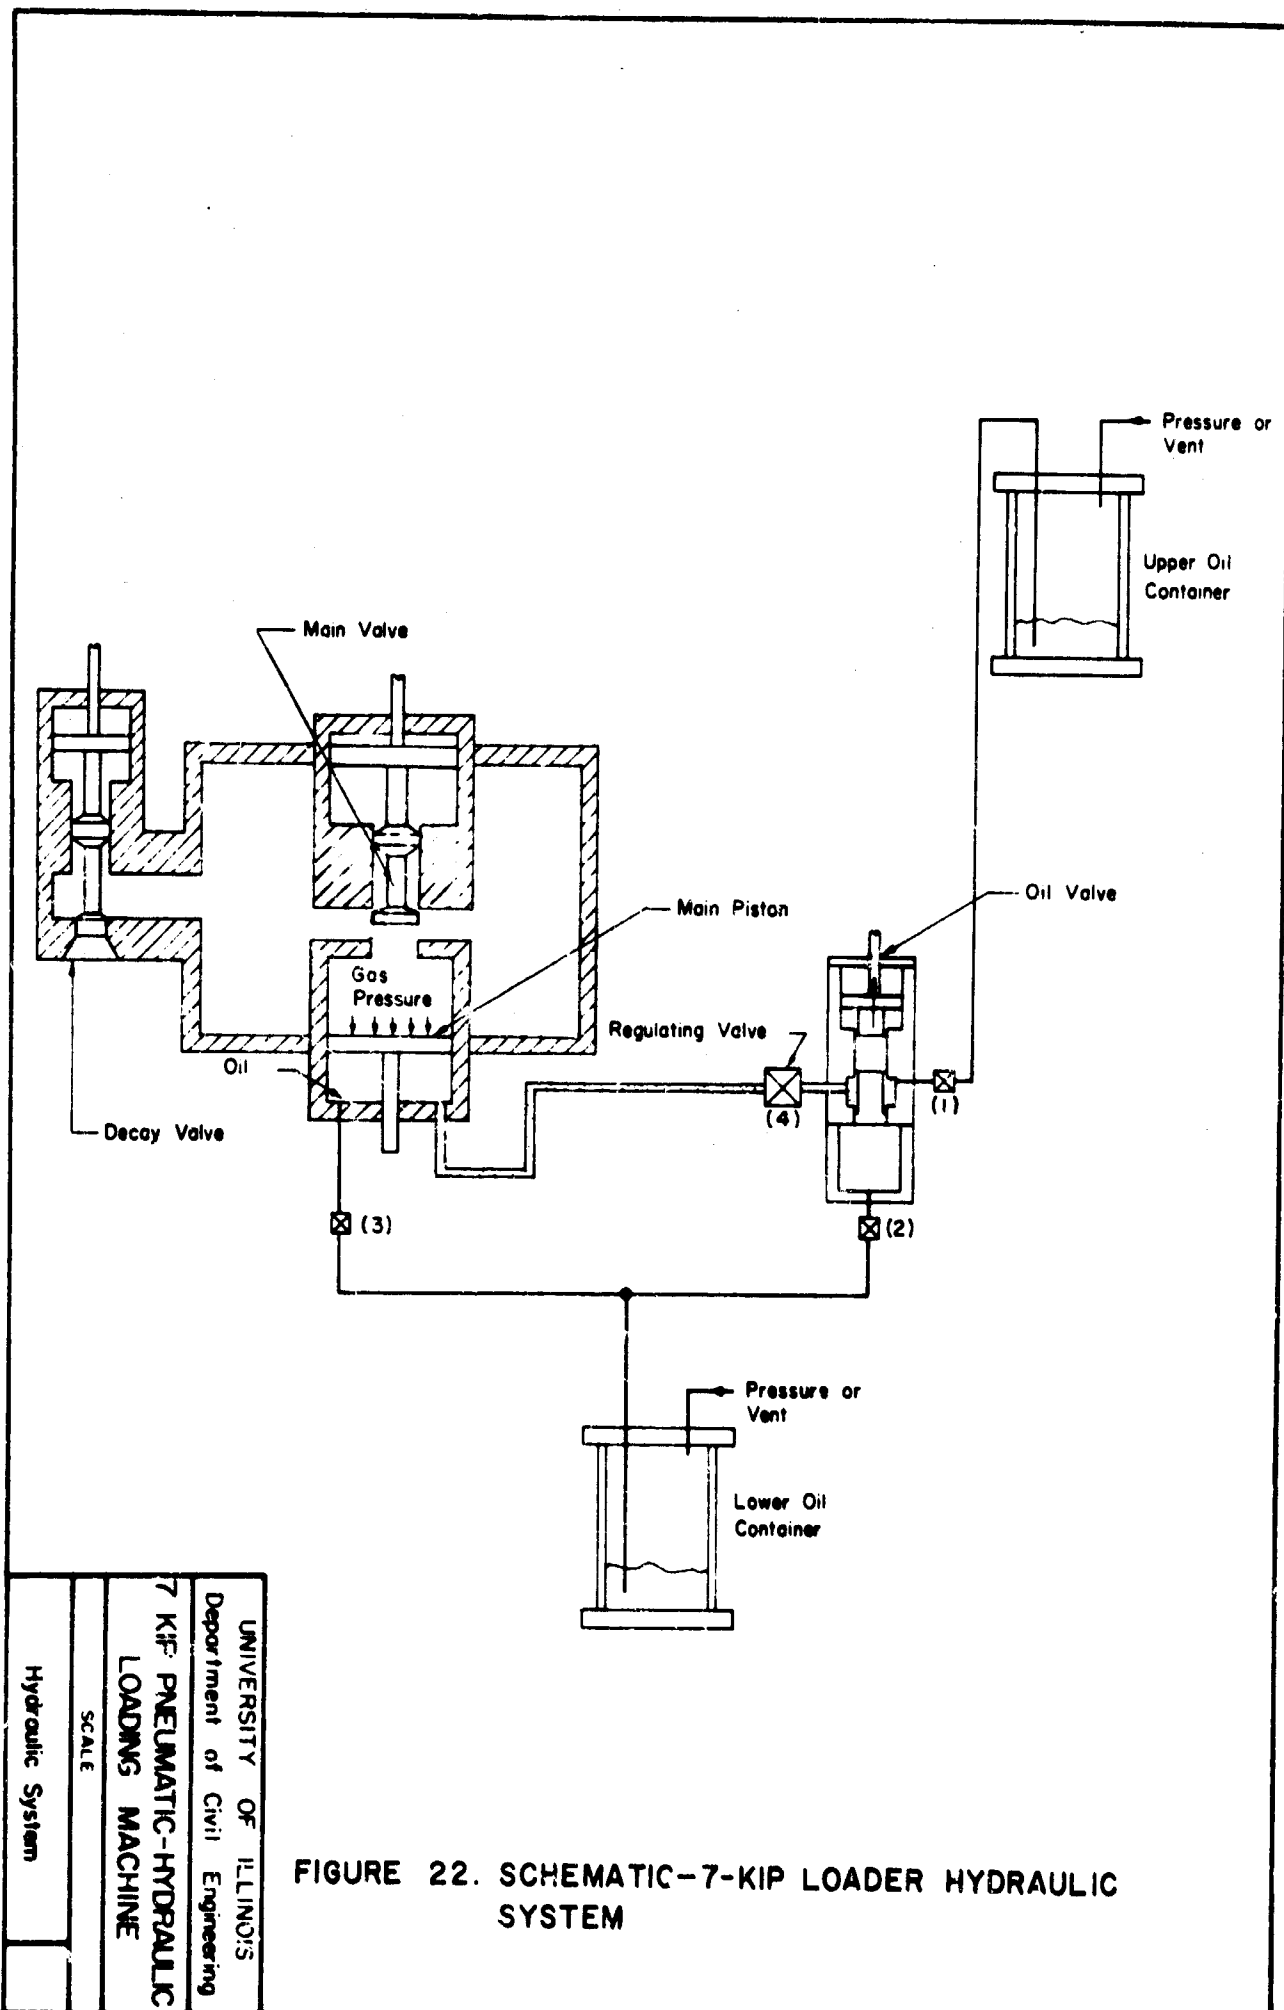 Pressure or
Vent
Upper Oil
Container
Main Valve
Oil Valve
Main Piston
Gas
Pressure
Regulating Valve
Oil
(4)
(1)
Decay Valve
(3)
(2)
Pressure or
Vent
Lower Oil
Container
UNIVERSITY OF ILLINOIS
Department of Civil Engineering
7 KIP PNEUMATIC-HYDRAULIC
LOADING MACHINE
SCALE
Hydraulic System
FIGURE 22. SCHEMATIC-7-KIP LOADER HYDRAULIC
SYSTEM